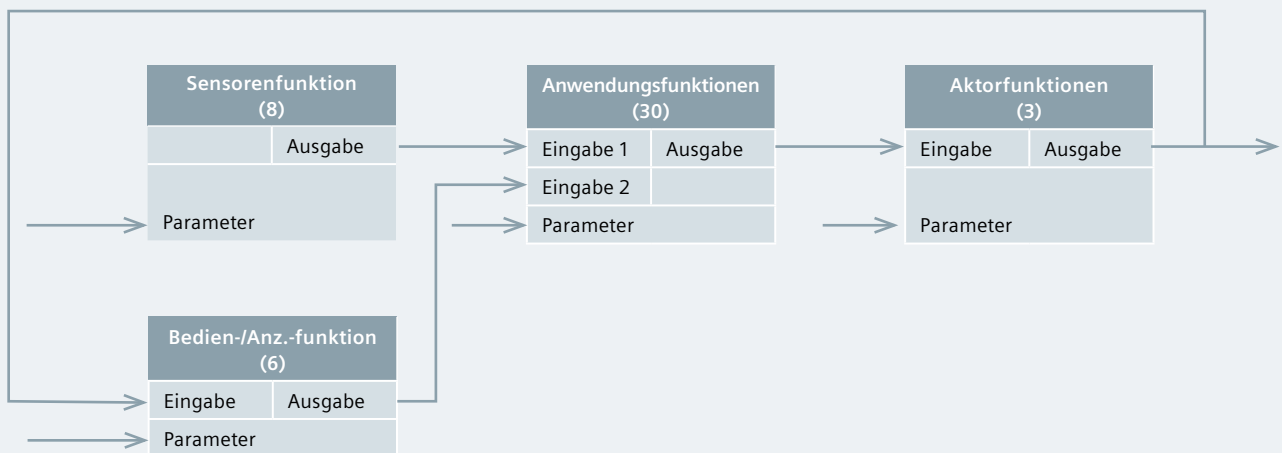 Sensorenfunktion
(8)
Ausgabe
Parameter
Anwendungsfunktionen
(30)
Eingabe 1 Ausgabe
Eingabe 2
Parameter
Aktorfunktionen
(3)
Eingabe Ausgabe
Parameter
Bedien-/Anz.-funktion
(6)
Eingabe Ausgabe
Parameter